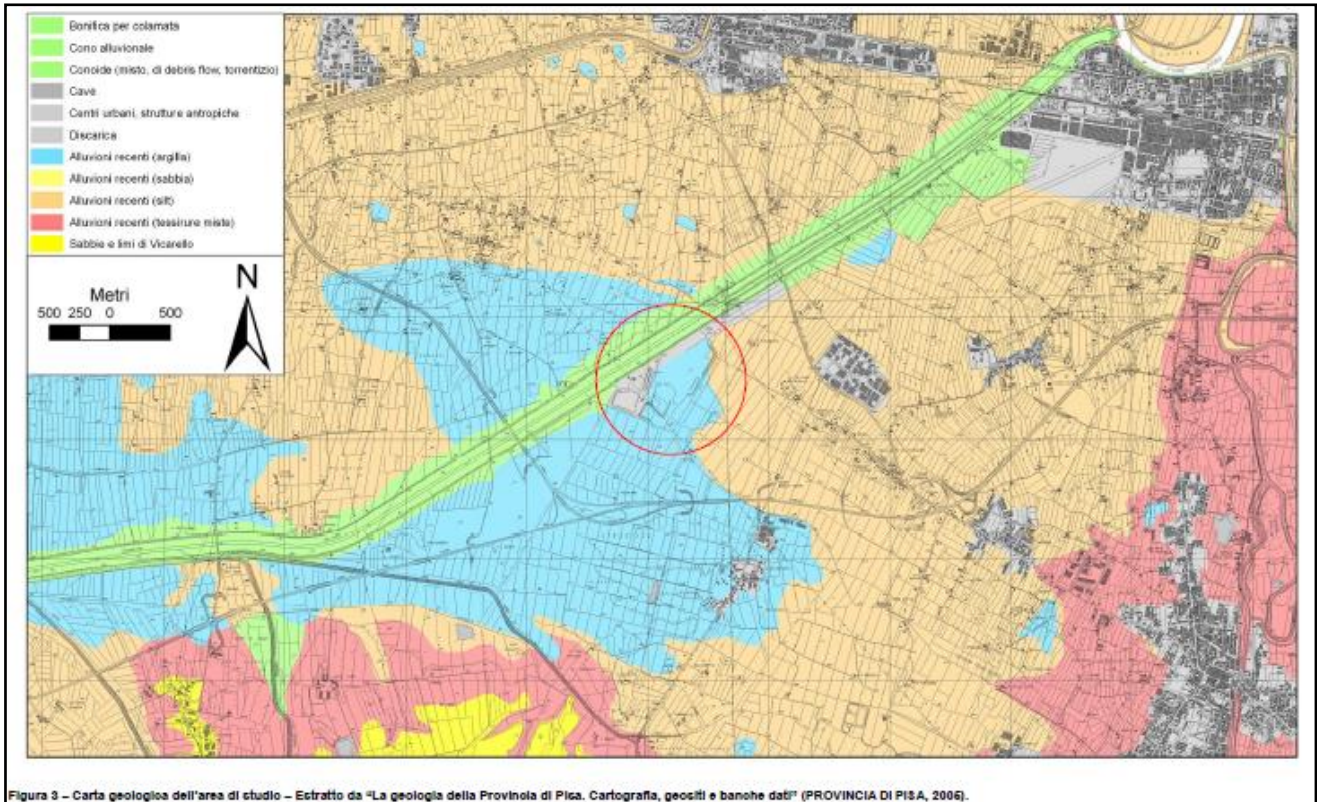 Bonifica per colamata
Cono alluvionale
Conoide (misto, di debris flow, torrentizio)
Cave
Centri urbani, strutture antropiche
Discarica
Alluvioni recenti (argilla)
Alluvioni recenti (sabbia)
Alluvioni recenti (silt)
Alluvioni recenti (tessirure miste)
Sabbie e limi di Vicarello
N
Metri
500 250 0 500
Figura 3 – Carta geologica dell'area di studio – Estratto da "La geologia della Provincia di Pisa. Cartografia, geositi e banche dati" (PROVINCIA DI PISA, 2006).